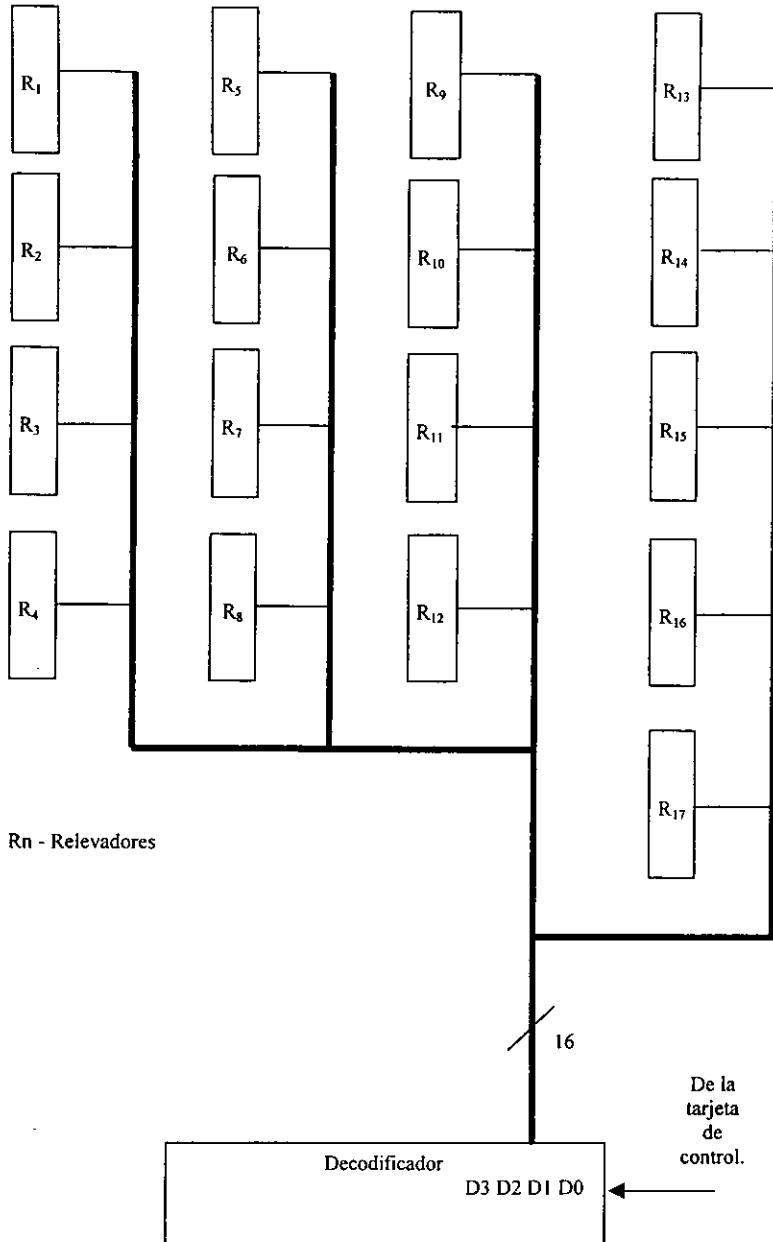 R₁
R₂
R₃
R₄
R₅
R₆
R₇
R₈
R₉
R₁₀
R₁₁
R₁₂
R₁₃
R₁₄
R₁₅
R₁₆
R₁₇
Rn - Relevadores
16
De la
tarjeta
de
control.
Decodificador
D3 D2 D1 D0